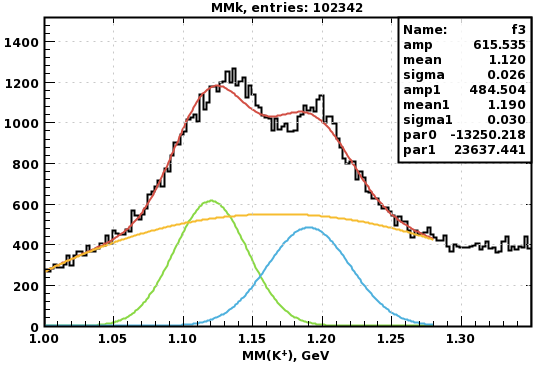 MMk, entries: 102342
Name: f3
amp 615.535
mean 1.120
sigma 0.026
amp1 484.504
mean1 1.190
sigma1 0.030
par0 -13250.218
par1 23637.441
1400
1200
1000
800
600
400
200
0
1.00 1.05 1.10 1.15 1.20 1.25 1.30
MM(K⁺), GeV